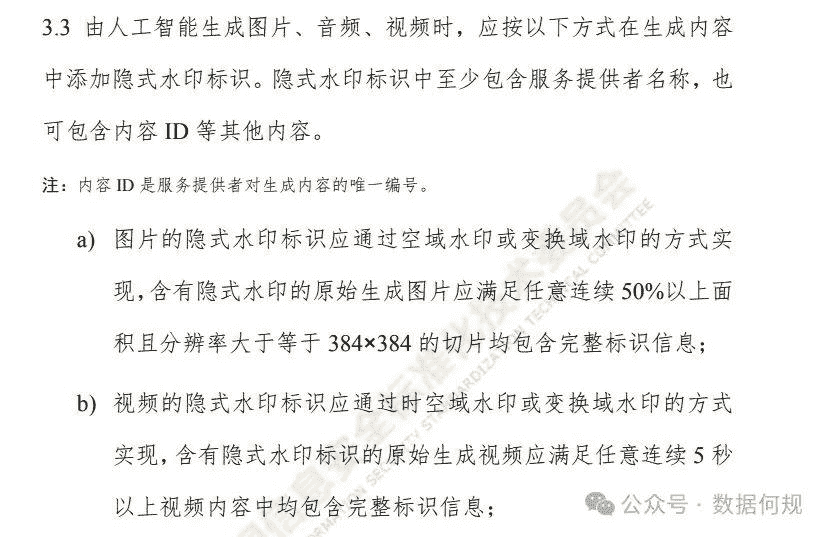 3.3 由人工智能生成图片、音频、视频时，应按以下方式在生成内容
中添加隐式水印标识。隐式水印标识中至少包含服务提供者名称，也
可包含内容 ID 等其他内容。
注：内容 ID 是服务提供者对生成内容的唯一编号。
a) 图片的隐式水印标识应通过空域水印或变换域水印的方式实
现，含有隐式水印的原始生成图片应满足任意连续 50%以上面
积且分辨率大于等于 384×384 的切片均包含完整标识信息；
b) 视频的隐式水印标识应通过时空域水印或变换域水印的方式
实现，含有隐式水印标识的原始生成视频应满足任意连续 5 秒
以上视频内容中均包含完整标识信息；
公众号 · 数据何规